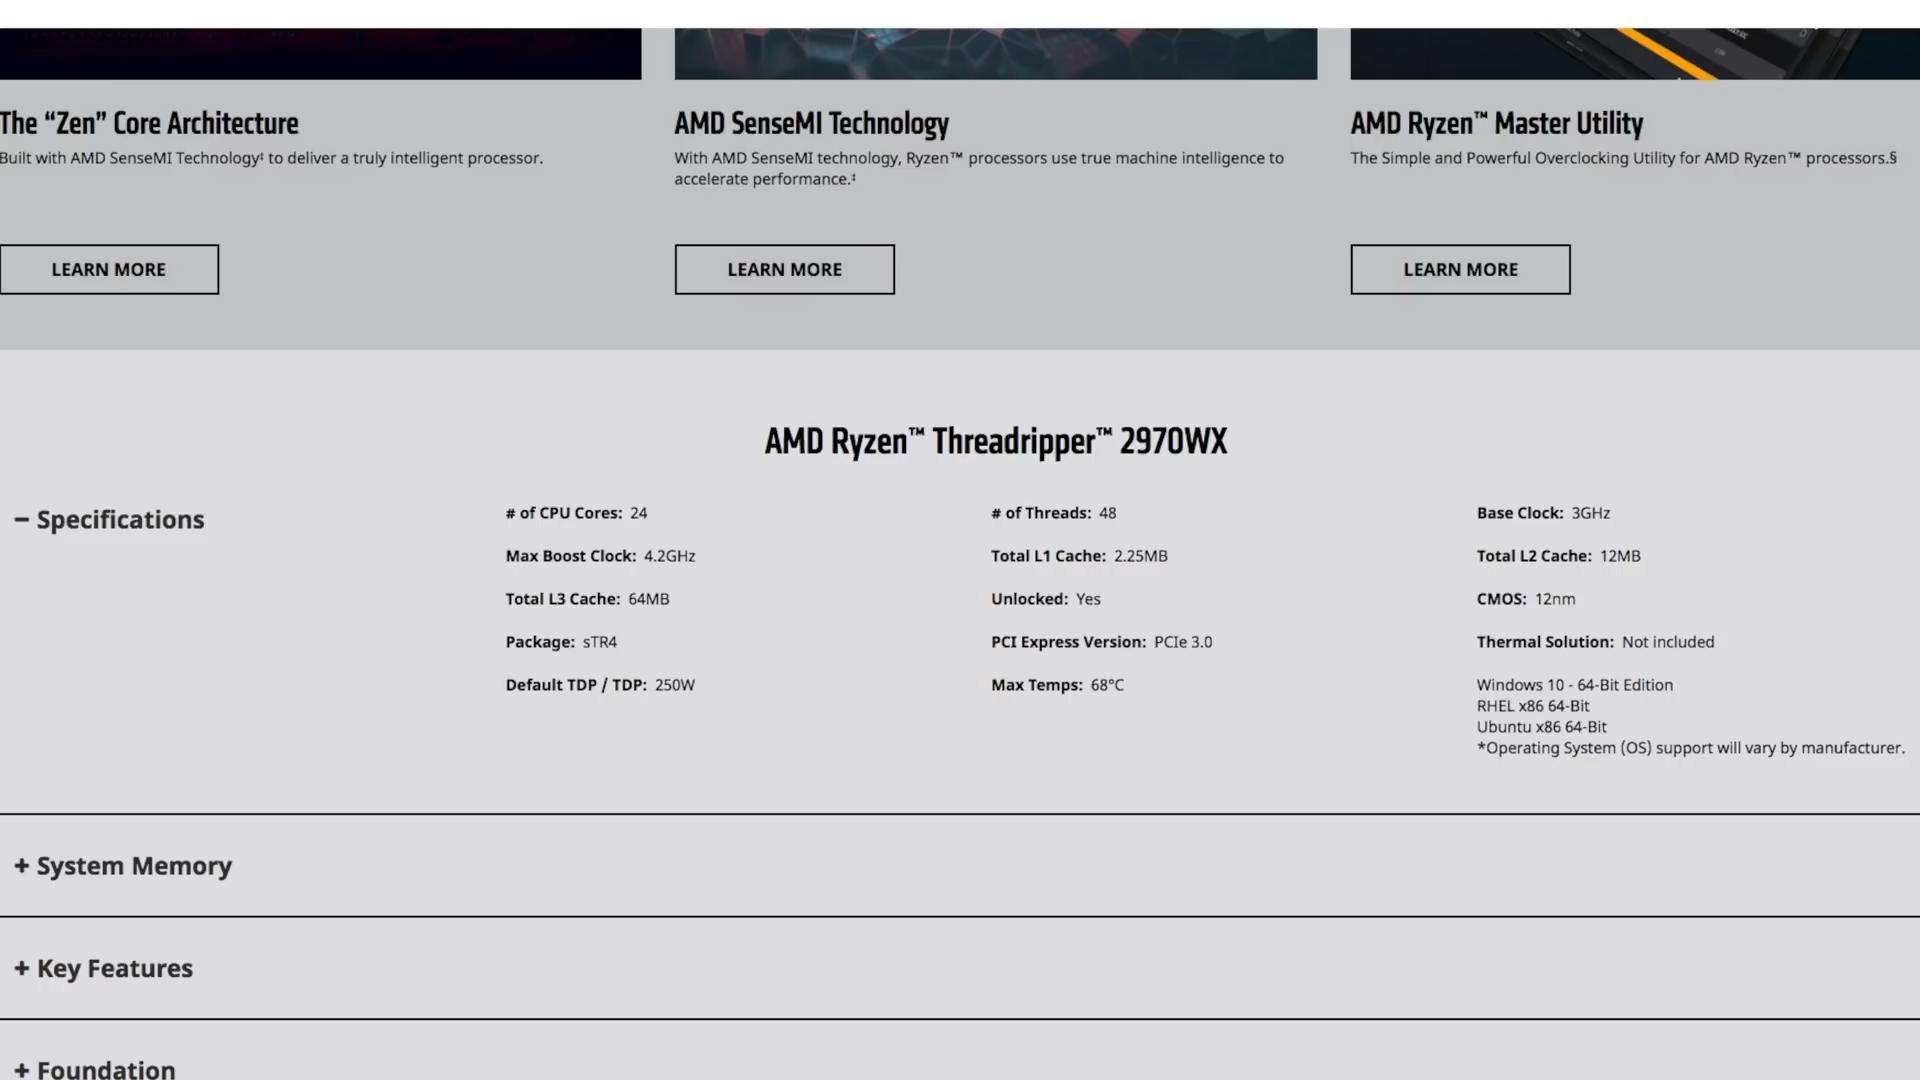 The “Zen” Core Architecture
Built with AMD SenseMI Technology‡ to deliver a truly intelligent processor.
LEARN MORE
AMD SenseMI Technology
With AMD SenseMI technology, Ryzen™ processors use true machine intelligence to
accelerate performance.‡
LEARN MORE
AMD Ryzen™ Master Utility
The Simple and Powerful Overclocking Utility for AMD Ryzen™ processors.§
LEARN MORE
AMD Ryzen™ Threadripper™ 2970WX
− Specifications
# of CPU Cores: 24
# of Threads: 48
Base Clock: 3GHz
Max Boost Clock: 4.2GHz
Total L1 Cache: 2.25MB
Total L2 Cache: 12MB
Total L3 Cache: 64MB
Unlocked: Yes
CMOS: 12nm
Package: sTR4
PCI Express Version: PCIe 3.0
Thermal Solution: Not included
Default TDP / TDP: 250W
Max Temps: 68°C
Windows 10 - 64-Bit Edition
RHEL x86 64-Bit
Ubuntu x86 64-Bit
*Operating System (OS) support will vary by manufacturer.
+ System Memory
+ Key Features
+ Foundation